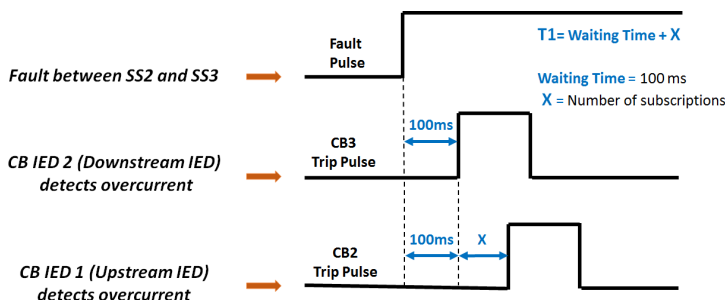 Fault
Pulse
T1= Waiting Time + X
Fault between SS2 and SS3
Waiting Time = 100 ms
X = Number of subscriptions
100ms
CB IED 2 (Downstream IED)
detects overcurrent
CB3
Trip Pulse
100ms
X
CB IED 1 (Upstream IED)
detects overcurrent
CB2
Trip Pulse